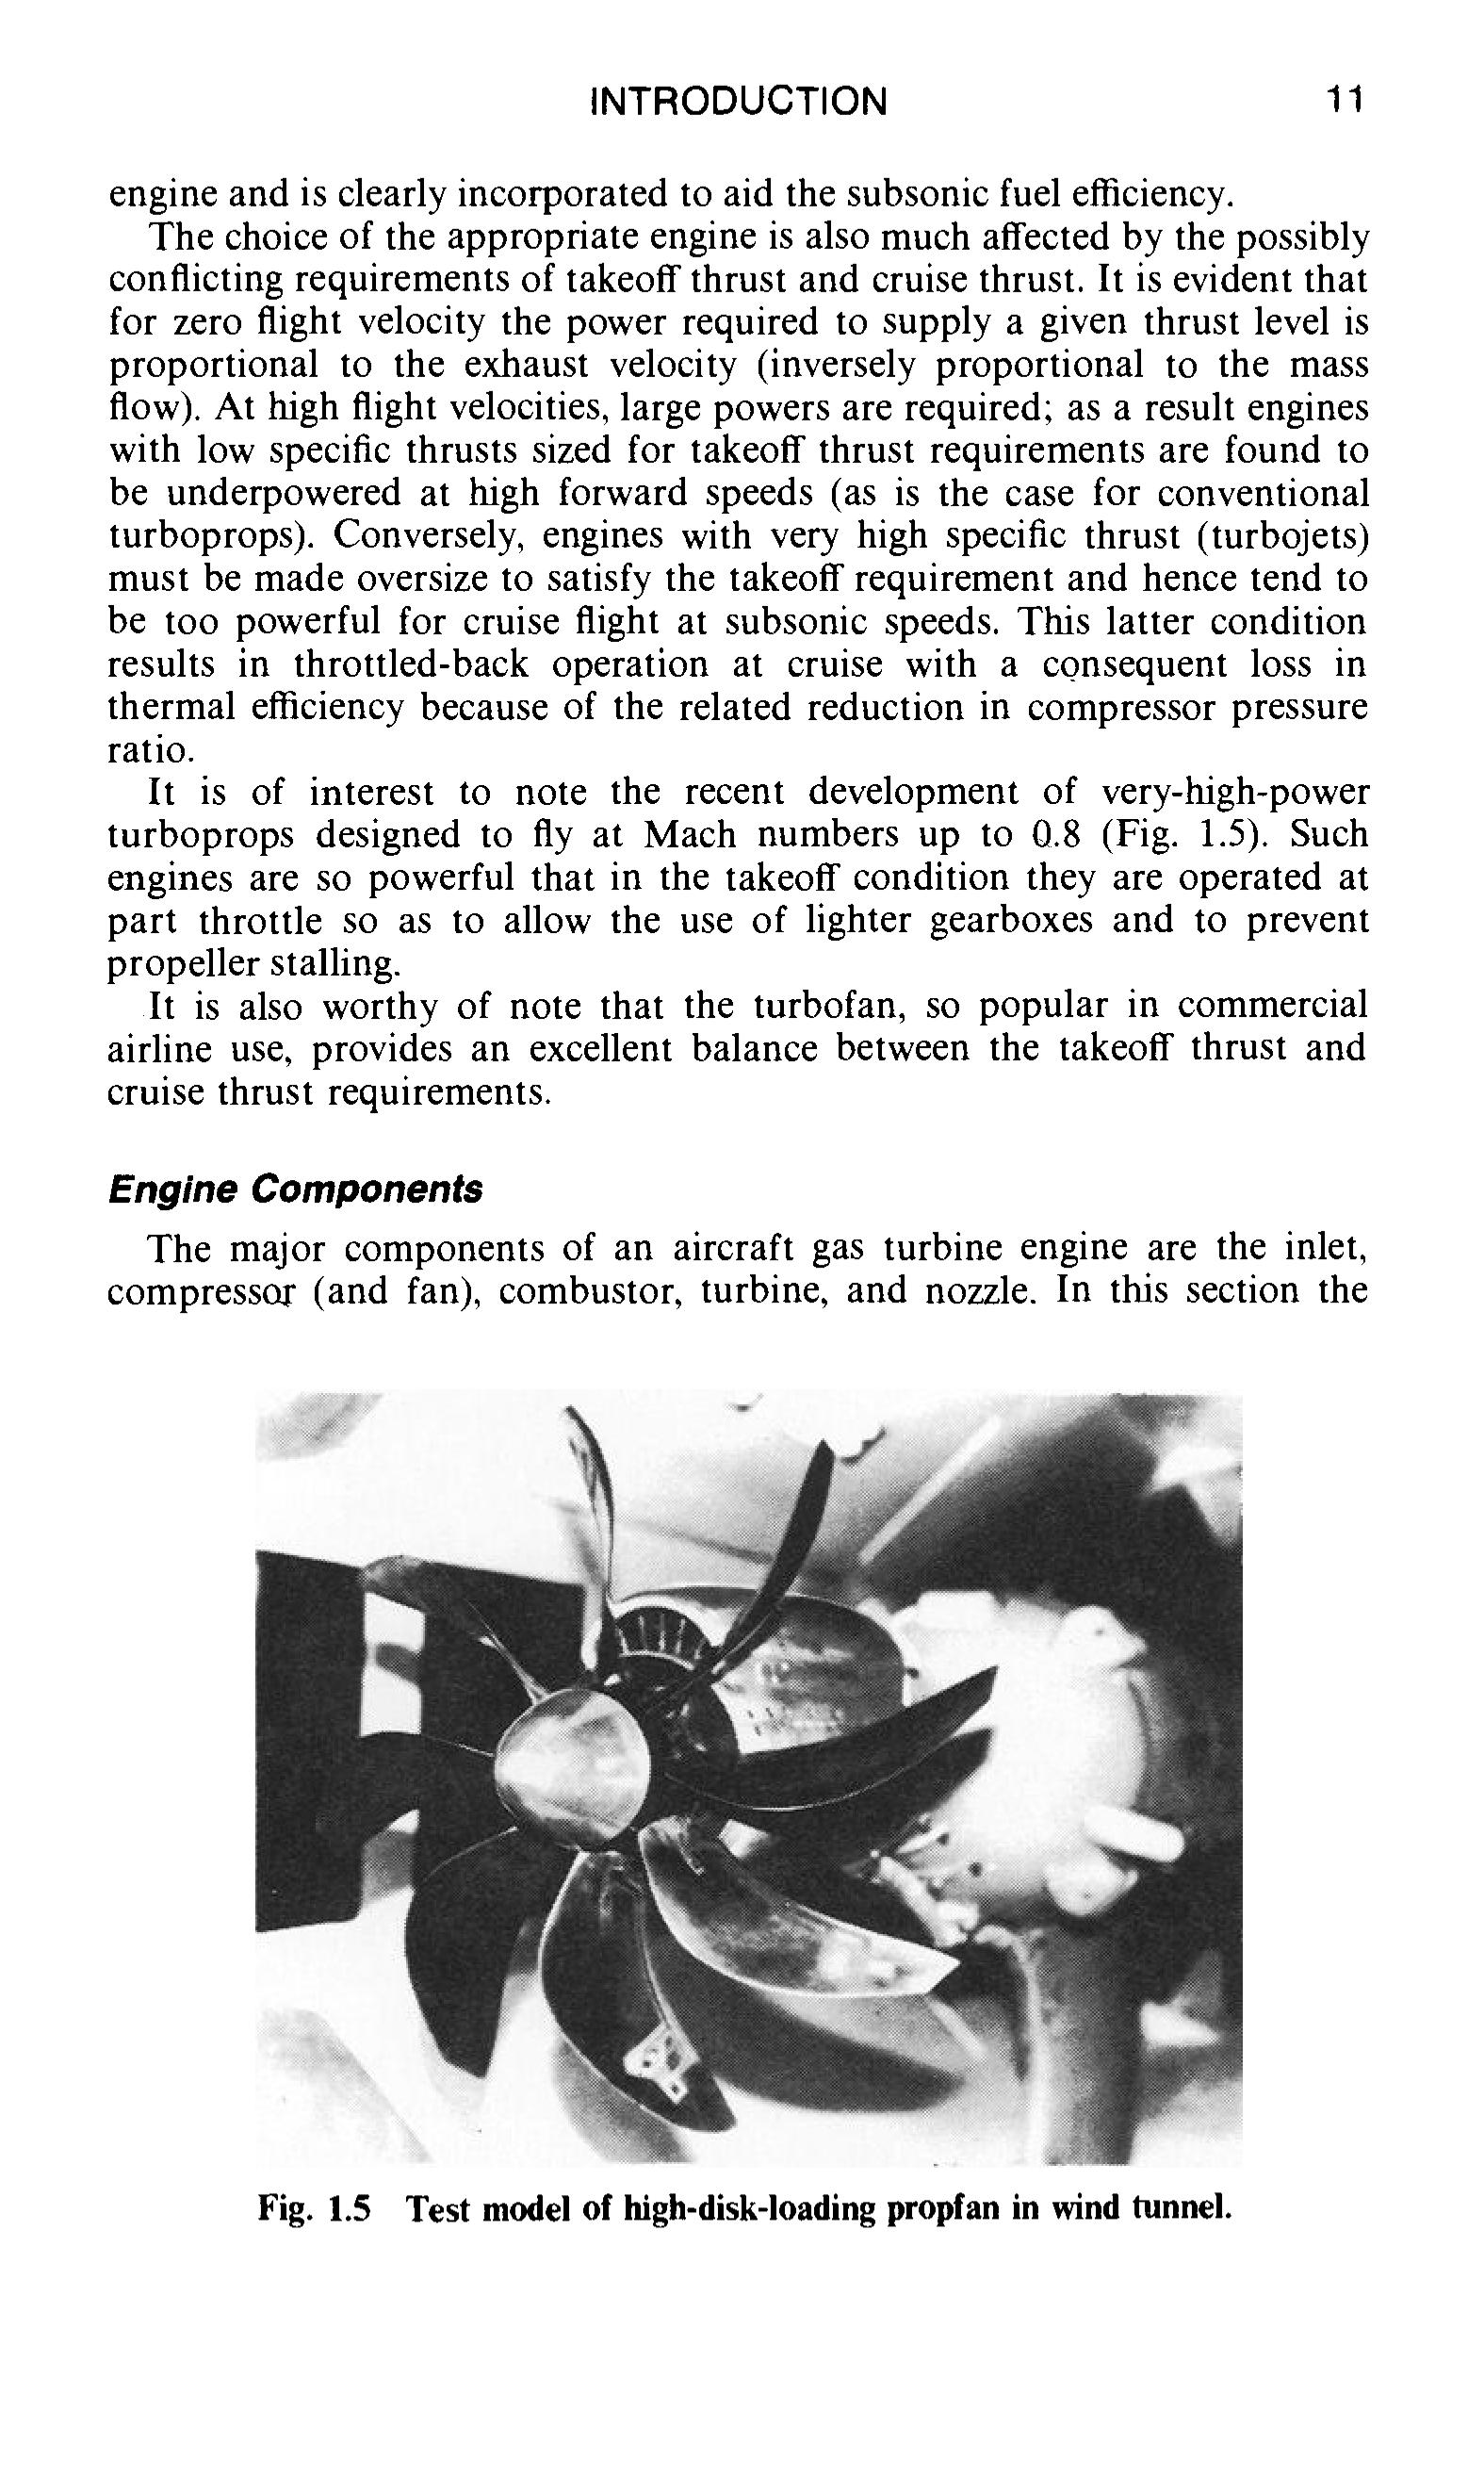 INTRODUCTION 11
engine and is clearly incorporated to aid the subsonic fuel efficiency.
The choice of the appropriate engine is also much affected by the possibly
conflicting requirements of takeoff thrust and cruise thrust. It is evident that
for zero flight velocity the power required to supply a given thrust level is
proportional to the exhaust velocity (inversely proportional to the mass
flow). At high flight velocities, large powers are required; as a result engines
with low specific thrusts sized for takeoff thrust requirements are found to
be underpowered at high forward speeds (as is the case for conventional
turboprops). Conversely, engines with very high specific thrust (turbojets)
must be made oversize to satisfy the takeoff requirement and hence tend to
be too powerful for cruise flight at subsonic speeds. This latter condition
results in throttled-back operation at cruise with a consequent loss in
thermal efficiency because of the related reduction in compressor pressure
ratio.
It is of interest to note the recent development of very-high-power
turboprops designed to fly at Mach numbers up to 0.8 (Fig. 1.5). Such
engines are so powerful that in the takeoff condition they are operated at
part throttle so as to allow the use of lighter gearboxes and to prevent
propeller stalling.
It is also worthy of note that the turbofan, so popular in commercial
airline use, provides an excellent balance between the takeoff thrust and
cruise thrust requirements.
Engine Components
The major components of an aircraft gas turbine engine are the inlet,
compressor (and fan), combustor, turbine, and nozzle. In this section the
Fig. 1.5 Test model of high-disk-loading propfan in wind tunnel.